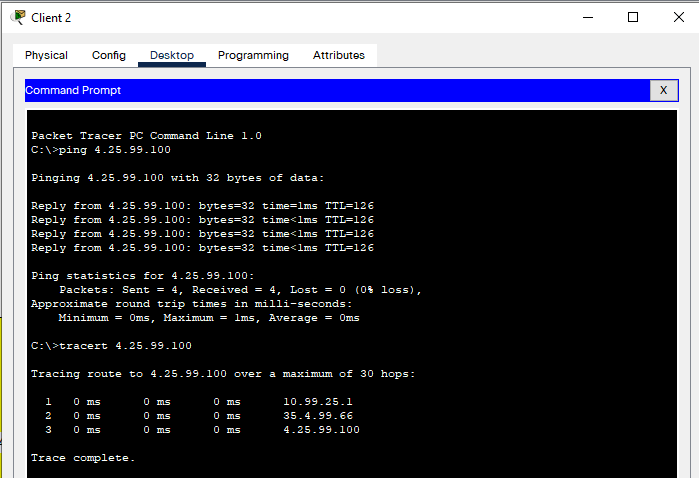 Client 2
Physical Config Desktop Programming Attributes
Command Prompt
X
Packet Tracer PC Command Line 1.0
C:\>ping 4.25.99.100
Pinging 4.25.99.100 with 32 bytes of data:
Reply from 4.25.99.100: bytes=32 time=1ms TTL=126
Reply from 4.25.99.100: bytes=32 time<1ms TTL=126
Reply from 4.25.99.100: bytes=32 time<1ms TTL=126
Reply from 4.25.99.100: bytes=32 time<1ms TTL=126
Ping statistics for 4.25.99.100:
    Packets: Sent = 4, Received = 4, Lost = 0 (0% loss),
Approximate round trip times in milli-seconds:
    Minimum = 0ms, Maximum = 1ms, Average = 0ms
C:\>tracert 4.25.99.100
Tracing route to 4.25.99.100 over a maximum of 30 hops:
  1   0 ms      0 ms      0 ms      10.99.25.1
  2   0 ms      0 ms      0 ms      35.4.99.66
  3   0 ms      0 ms      0 ms      4.25.99.100
Trace complete.